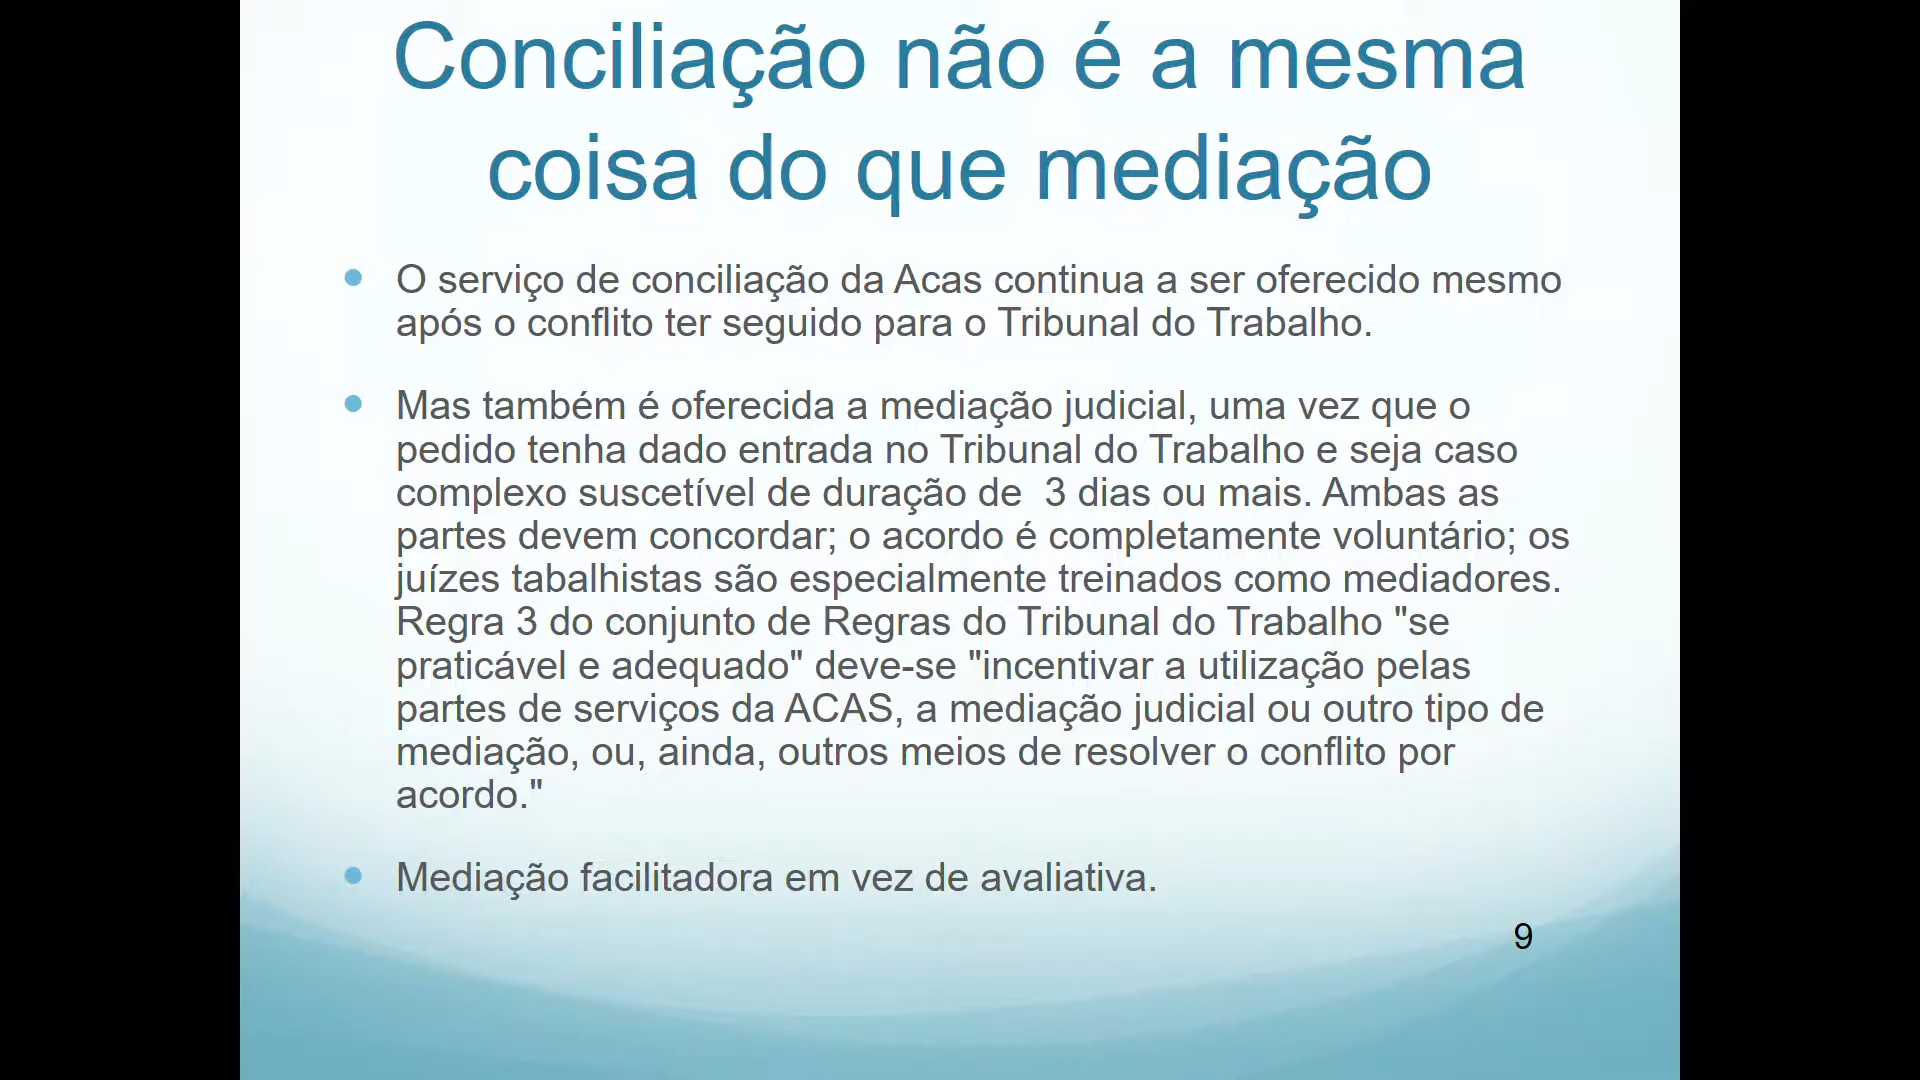 Conciliação não é a mesma
coisa do que mediação
• O serviço de conciliação da Acas continua a ser oferecido mesmo
após o conflito ter seguido para o Tribunal do Trabalho.
• Mas também é oferecida a mediação judicial, uma vez que o
pedido tenha dado entrada no Tribunal do Trabalho e seja caso
complexo suscetível de duração de  3 dias ou mais. Ambas as
partes devem concordar; o acordo é completamente voluntário; os
juízes tabalhistas são especialmente treinados como mediadores.
Regra 3 do conjunto de Regras do Tribunal do Trabalho "se
praticável e adequado" deve-se "incentivar a utilização pelas
partes de serviços da ACAS, a mediação judicial ou outro tipo de
mediação, ou, ainda, outros meios de resolver o conflito por
acordo."
• Mediação facilitadora em vez de avaliativa.
9